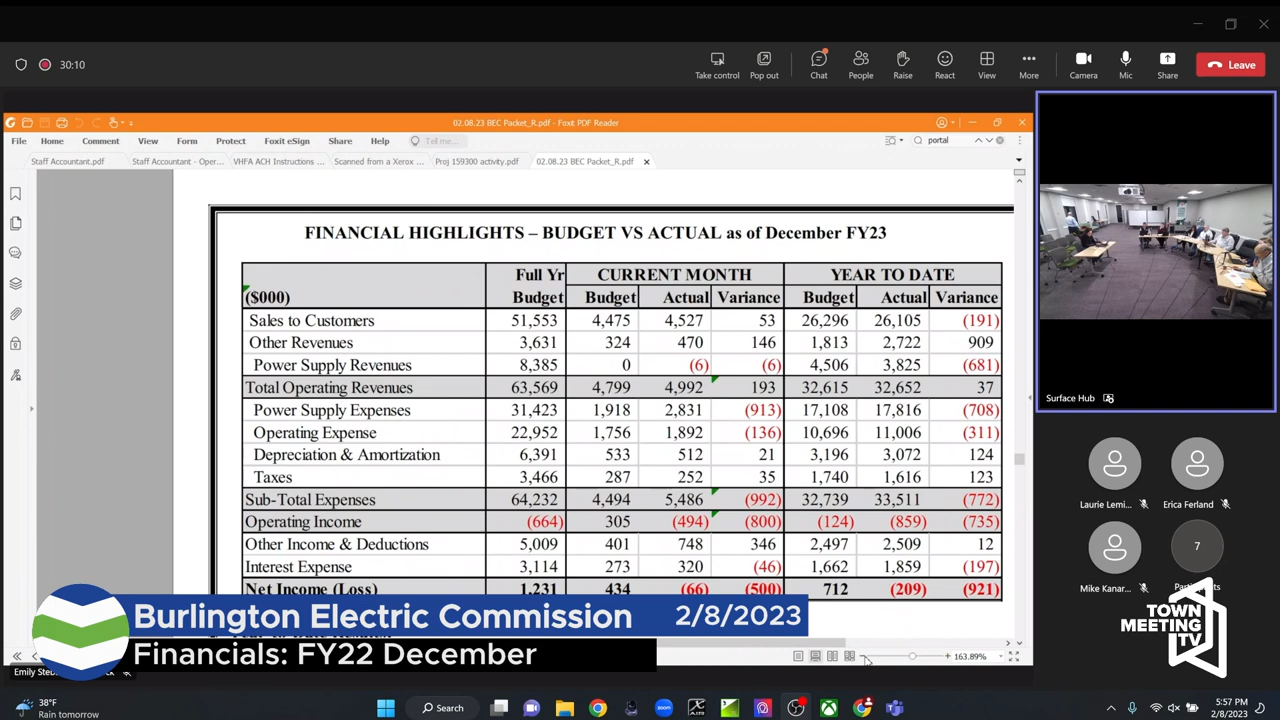 30:10
Take control
Pop out
Chat
People
Raise
React
View
More
Camera
Mic
Share
Leave
02.08.23 BEC Packet_R.pdf - Foxit PDF Reader
File Home Comment View Form Protect Foxit eSign Share Help Tell me... portal
Staff Accountant.pdf
Staff Accountant - Oper...
VHFA ACH Instructions ...
Scanned from a Xerox ...
Proj 159300 activity.pdf
02.08.23 BEC Packet_R.pdf
FINANCIAL HIGHLIGHTS – BUDGET VS ACTUAL as of December FY23
Full Yr CURRENT MONTH YEAR TO DATE
($000) Budget Budget Actual Variance Budget Actual Variance
Sales to Customers 51,553 4,475 4,527 53 26,296 26,105 (191)
Other Revenues 3,631 324 470 146 1,813 2,722 909
Power Supply Revenues 8,385 0 (6) (6) 4,506 3,825 (681)
Total Operating Revenues 63,569 4,799 4,992 193 32,615 32,652 37
Power Supply Expenses 31,423 1,918 2,831 (913) 17,108 17,816 (708)
Operating Expense 22,952 1,756 1,892 (136) 10,696 11,006 (311)
Depreciation & Amortization 6,391 533 512 21 3,196 3,072 124
Taxes 3,466 287 252 35 1,740 1,616 123
Sub-Total Expenses 64,232 4,494 5,486 (992) 32,739 33,511 (772)
Operating Income (664) 305 (494) (800) (124) (859) (735)
Other Income & Deductions 5,009 401 748 346 2,497 2,509 12
Interest Expense 3,114 273 320 (46) 1,662 1,859 (197)
Net Income (Loss) 1,231 434 (66) (500) 712 (209) (921)
Burlington Electric Commission 2/8/2023
Financials: FY22 December
163.89%
Surface Hub
Laurie Lemi...
Erica Ferland
Mike Kanar...
7
TOWN
MEETING
TV
Emily
38°F
Rain tomorrow
Search
zoom
5:57 PM
2/8/2023